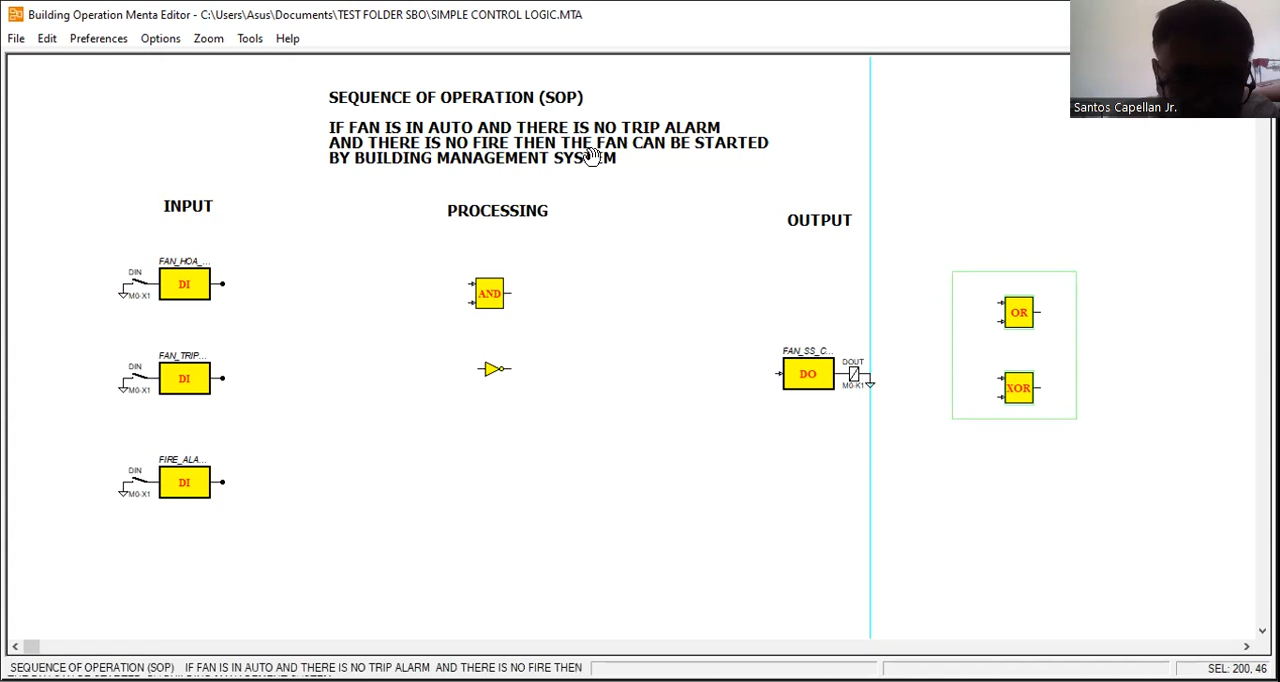 Building Operation Menta Editor - C:\Users\Asus\Documents\TEST FOLDER SBO\SIMPLE CONTROL LOGIC.MTA
File Edit Preferences Options Zoom Tools Help
Santos Capellan Jr.
SEQUENCE OF OPERATION (SOP)
IF FAN IS IN AUTO AND THERE IS NO TRIP ALARM
AND THERE IS NO FIRE THEN THE FAN CAN BE STARTED
BY BUILDING MANAGEMENT SYSTEM
INPUT
PROCESSING
OUTPUT
FAN_HOA_...
DIN
DI
M0-X1
AND
OR
FAN_TRIP...
DIN
DI
M0-X1
FAN_SS_C...
DOUT
DO
M0-K1
XOR
FIRE_ALA...
DIN
DI
M0-X1
SEQUENCE OF OPERATION (SOP) IF FAN IS IN AUTO AND THERE IS NO TRIP ALARM AND THERE IS NO FIRE THEN
SEL: 200, 46